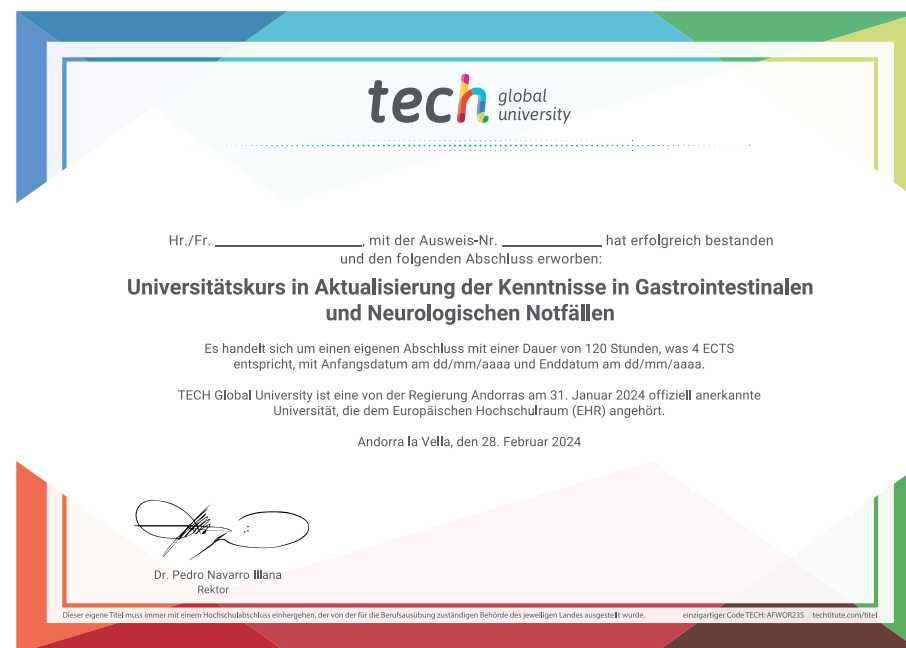 tech global university
Hr./Fr. ____________________, mit der Ausweis-Nr. ______________ hat erfolgreich bestanden
und den folgenden Abschluss erworben:
Universitätskurs in Aktualisierung der Kenntnisse in Gastrointestinalen
und Neurologischen Notfällen
Es handelt sich um einen eigenen Abschluss mit einer Dauer von 120 Stunden, was 4 ECTS
entspricht, mit Anfangsdatum am dd/mm/aaaa und Enddatum am dd/mm/aaaa.
TECH Global University ist eine von der Regierung Andorras am 31. Januar 2024 offiziell anerkannte
Universität, die dem Europäischen Hochschulraum (EHR) angehört.
Andorra la Vella, den 28. Februar 2024
Dr. Pedro Navarro Illana
Rektor
Dieser eigene Titel muss immer mit einem Hochschulabschluss einhergehen, der von der für die Berufsausübung zuständigen Behörde des jeweiligen Landes ausgestellt wurde. einzigartiger Code TECH: AFWOR23S techtitute.com/titel